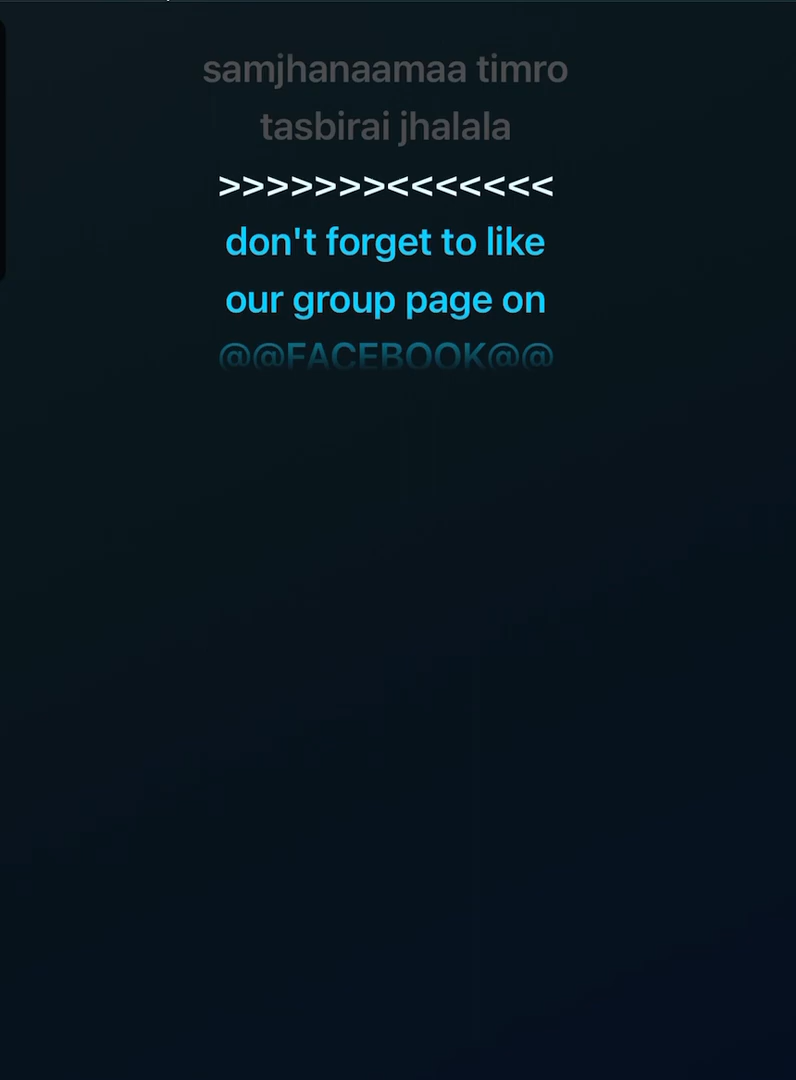 samjhanaamaa timro
tasbirai jhalala
>>>>>>><<<<<<<
don't forget to like
our group page on
@@FACEBOOK@@